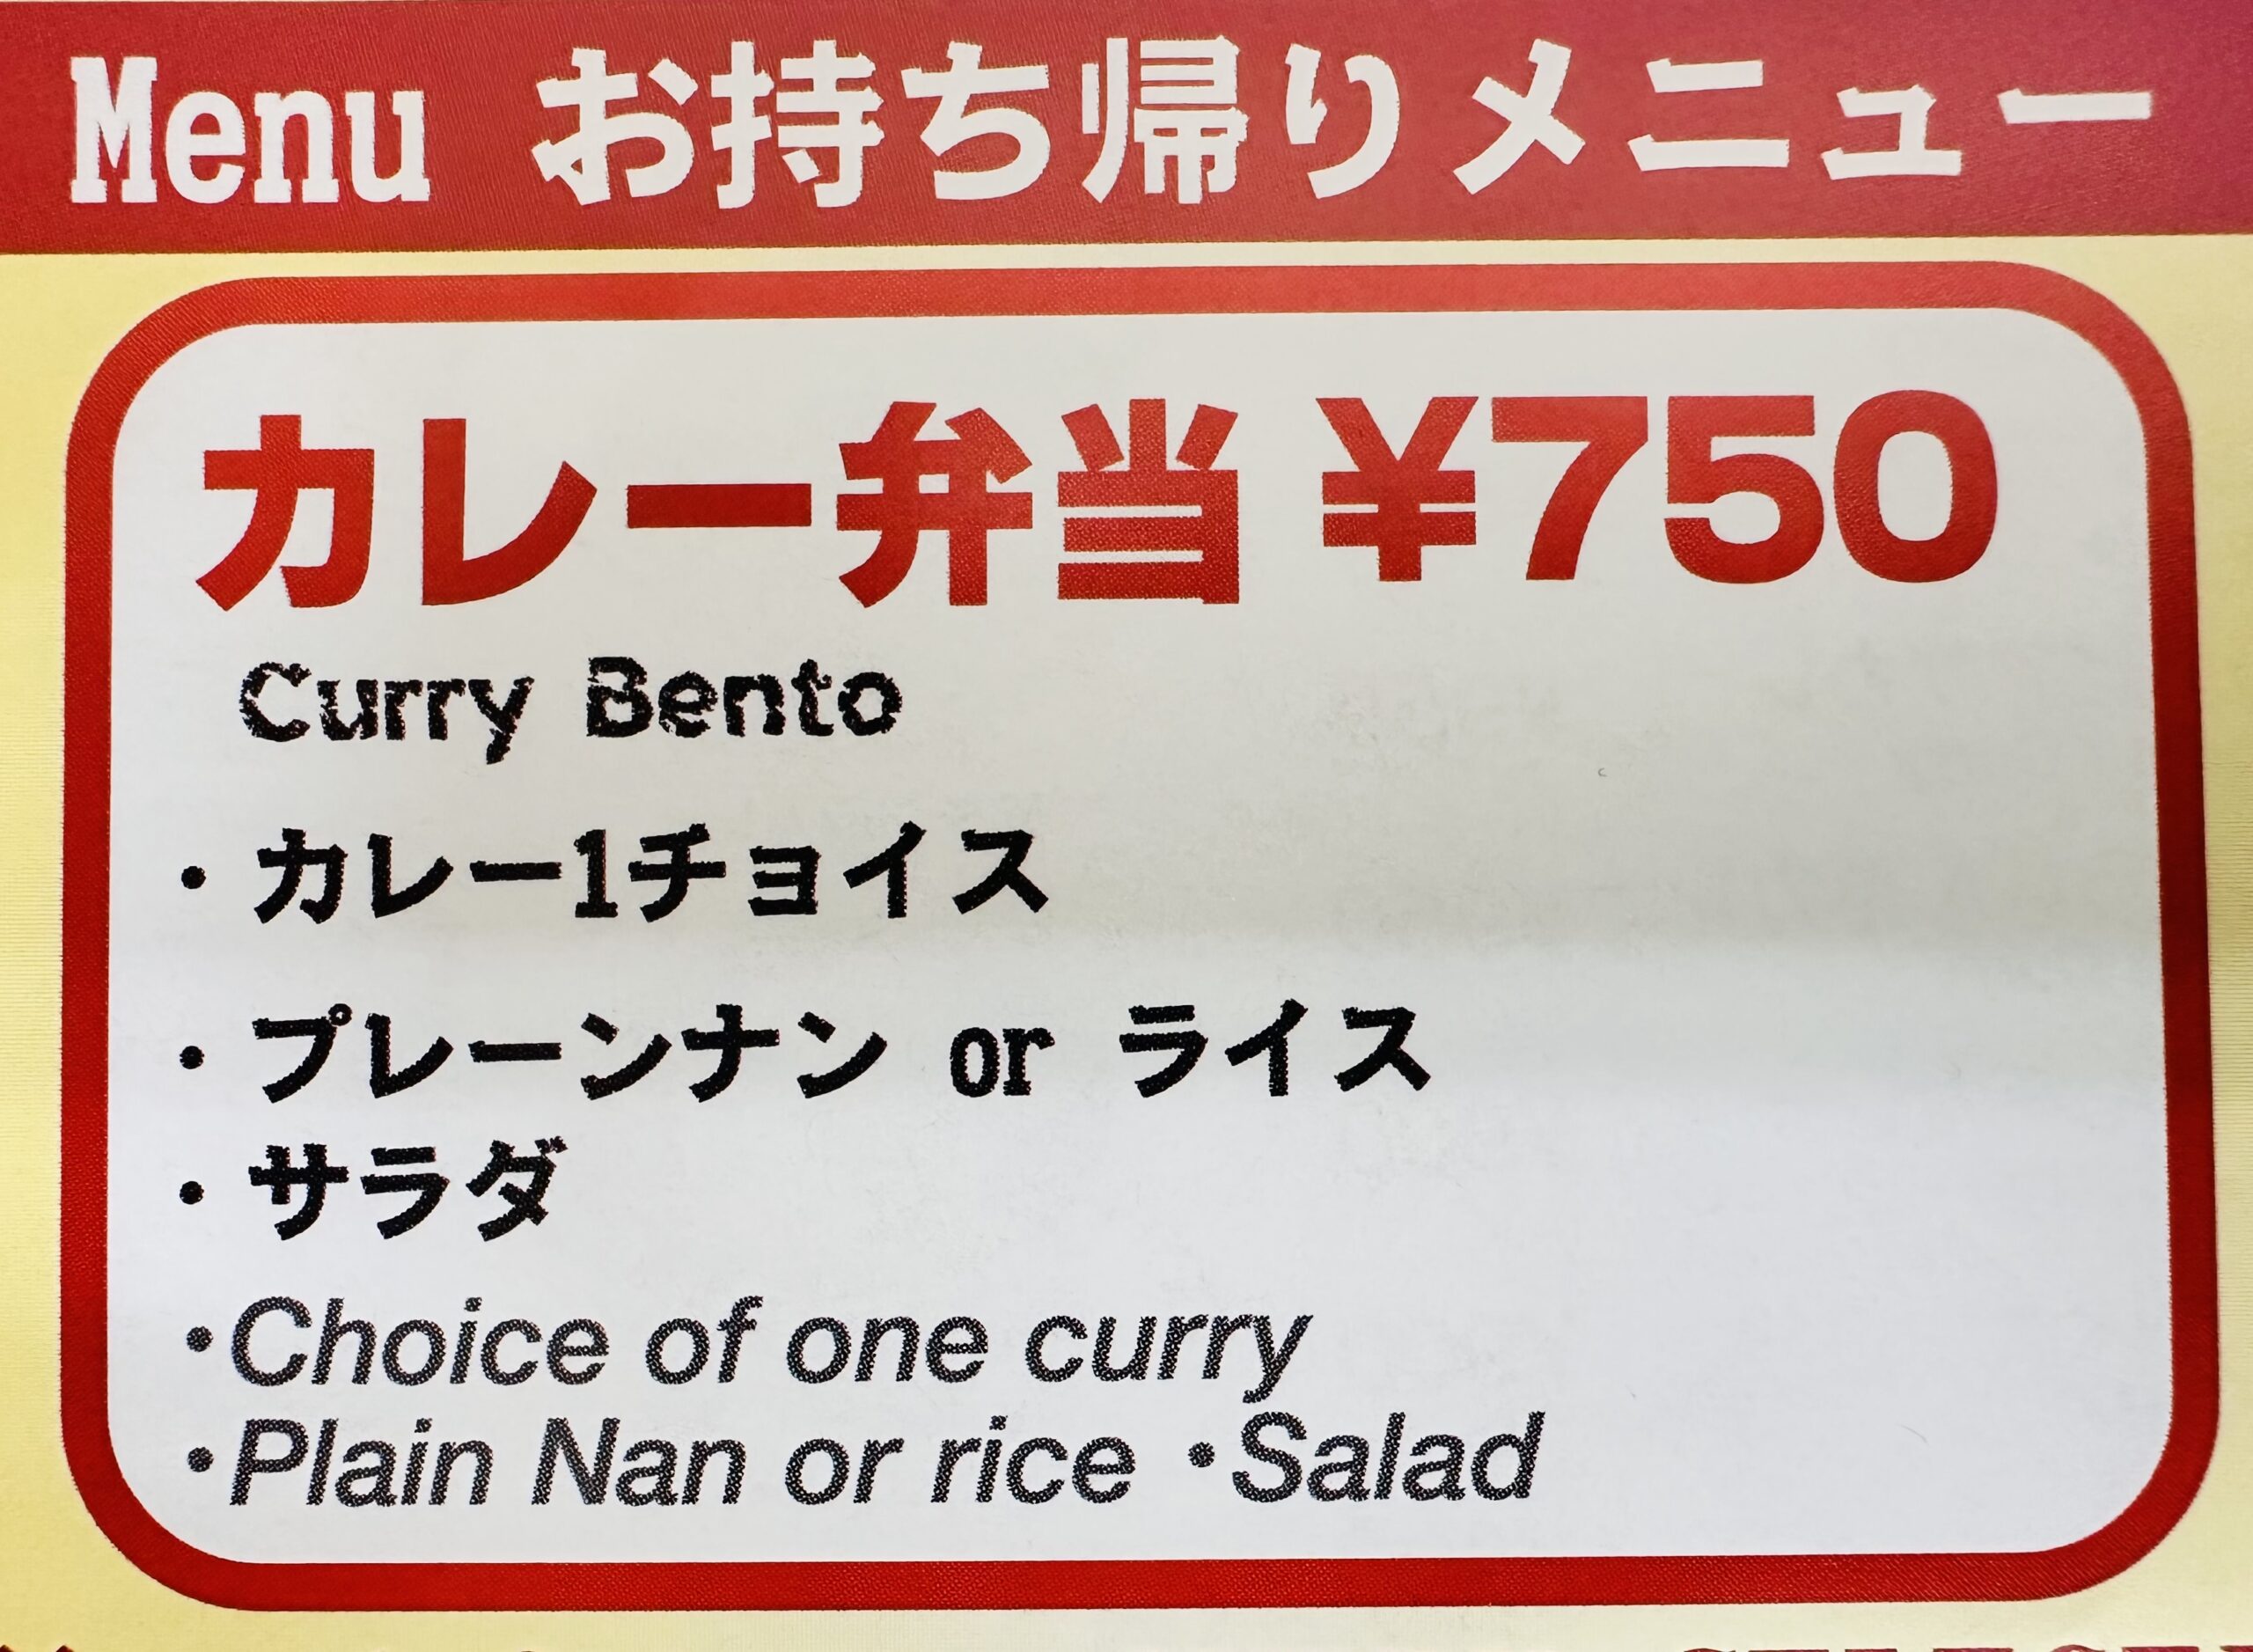 Menu お持ち帰りメニュー
カレー弁当 ¥750
Curry Bento
・カレー1チョイス
・プレーンナン or ライス
・サラダ
・Choice of one curry
・Plain Nan or rice ・Salad